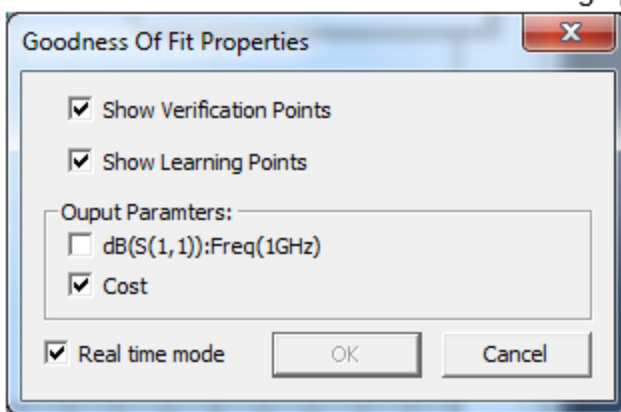 Goodness Of Fit Properties
Show Verification Points
Show Learning Points
Ouput Paramters:
dB(S(1,1)):Freq(1GHz)
Cost
Real time mode OK Cancel